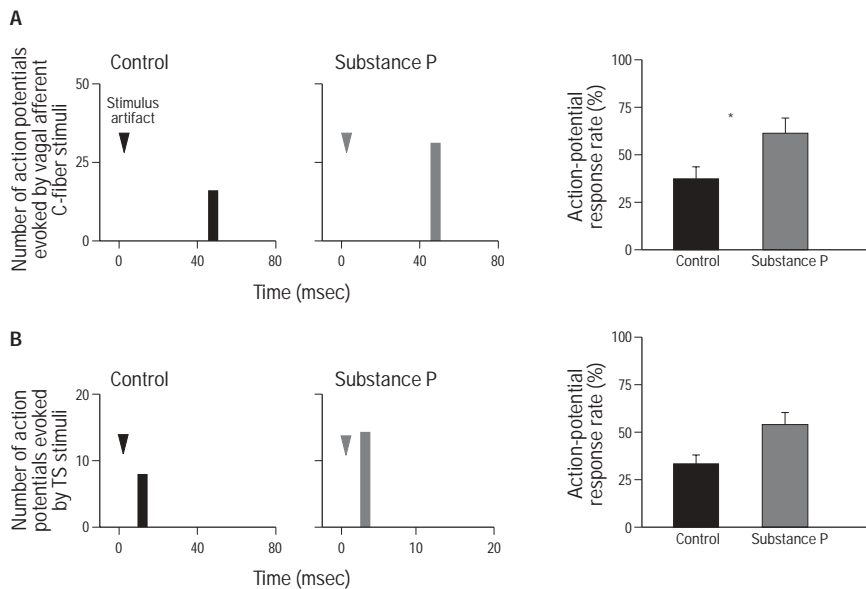 A
Number of action potentials
evoked by vagal afferent
C-fiber stimuli
Control
50
25
0
Stimulus
artifact
0 40 80
Substance P
0 40 80
Time (msec)
Action-potential
response rate (%)
100
75
50
25
0
*
Control Substance P
B
Number of action
potentials evoked
by TS stimuli
Control
20
10
0
0 40 80
Substance P
0 10 20
Time (msec)
Action-potential
response rate (%)
100
75
50
25
0
Control Substance P